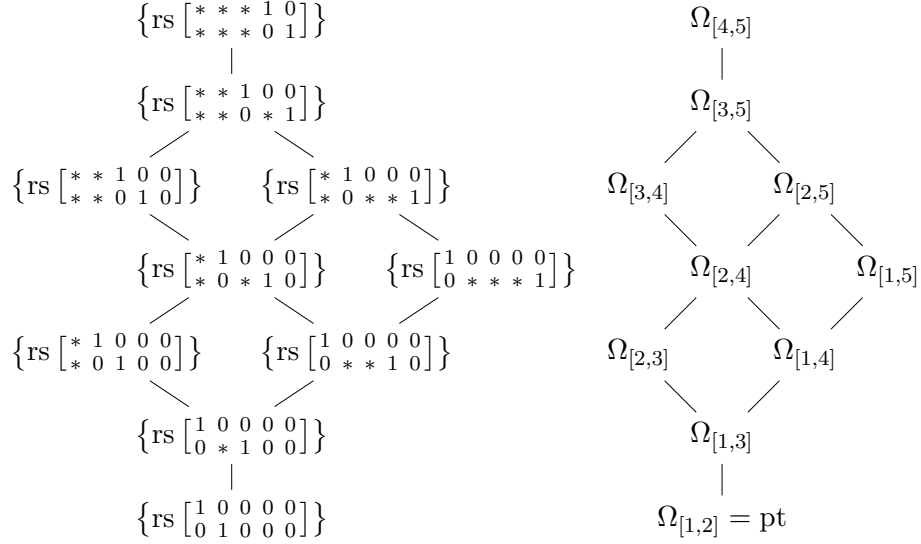 {rs [* * * 1 0 / * * * 0 1]} Ω_{[4,5]}
{rs [* * 1 0 0 / * * 0 * 1]} Ω_{[3,5]}
{rs [* * 1 0 0 / * * 0 1 0]} {rs [* 1 0 0 0 / * 0 * * 1]} Ω_{[3,4]} Ω_{[2,5]}
{rs [* 1 0 0 0 / * 0 * 1 0]} {rs [1 0 0 0 0 / 0 * * * 1]} Ω_{[2,4]} Ω_{[1,5]}
{rs [* 1 0 0 0 / * 0 1 0 0]} {rs [1 0 0 0 0 / 0 * * 1 0]} Ω_{[2,3]} Ω_{[1,4]}
{rs [1 0 0 0 0 / 0 * 1 0 0]} Ω_{[1,3]}
{rs [1 0 0 0 0 / 0 1 0 0 0]} Ω_{[1,2]} = pt